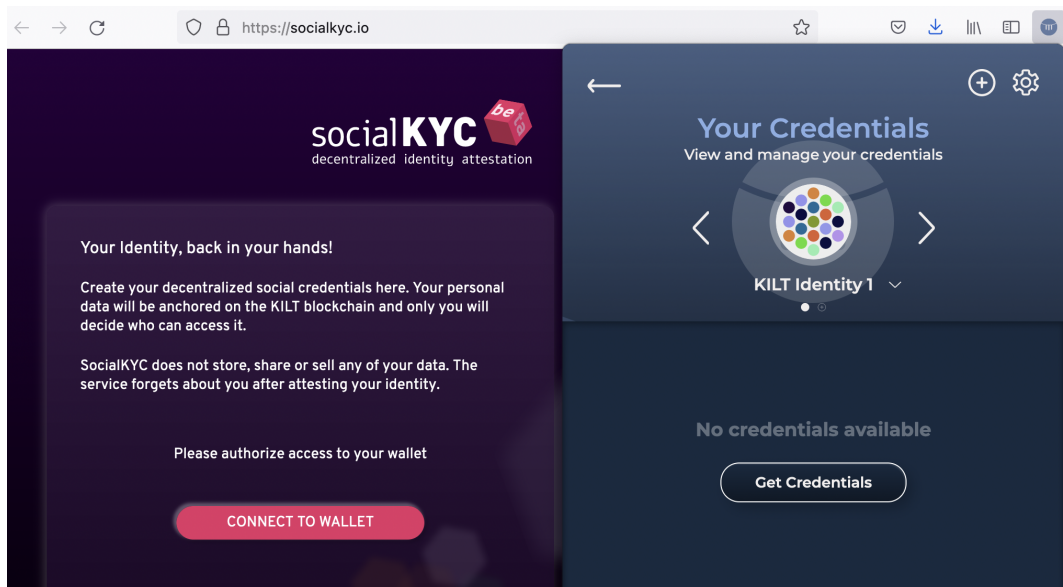 https://socialkyc.io
social KYC
be
decentralized identity attestation
Your Identity, back in your hands!
Create your decentralized social credentials here. Your personal
data will be anchored on the KILT blockchain and only you will
decide who can access it.
SocialKYC does not store, share or sell any of your data. The
service forgets about you after attesting your identity.
Please authorize access to your wallet
CONNECT TO WALLET
Your Credentials
View and manage your credentials
KILT Identity 1
No credentials available
Get Credentials